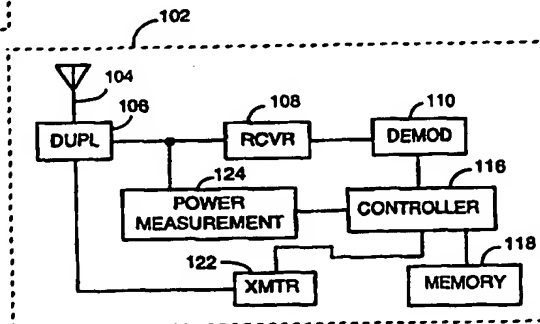 102
104
106
108
110
DUPL
RCVR
DEMOD
124
116
POWER
MEASUREMENT
CONTROLLER
122
118
XMTR
MEMORY